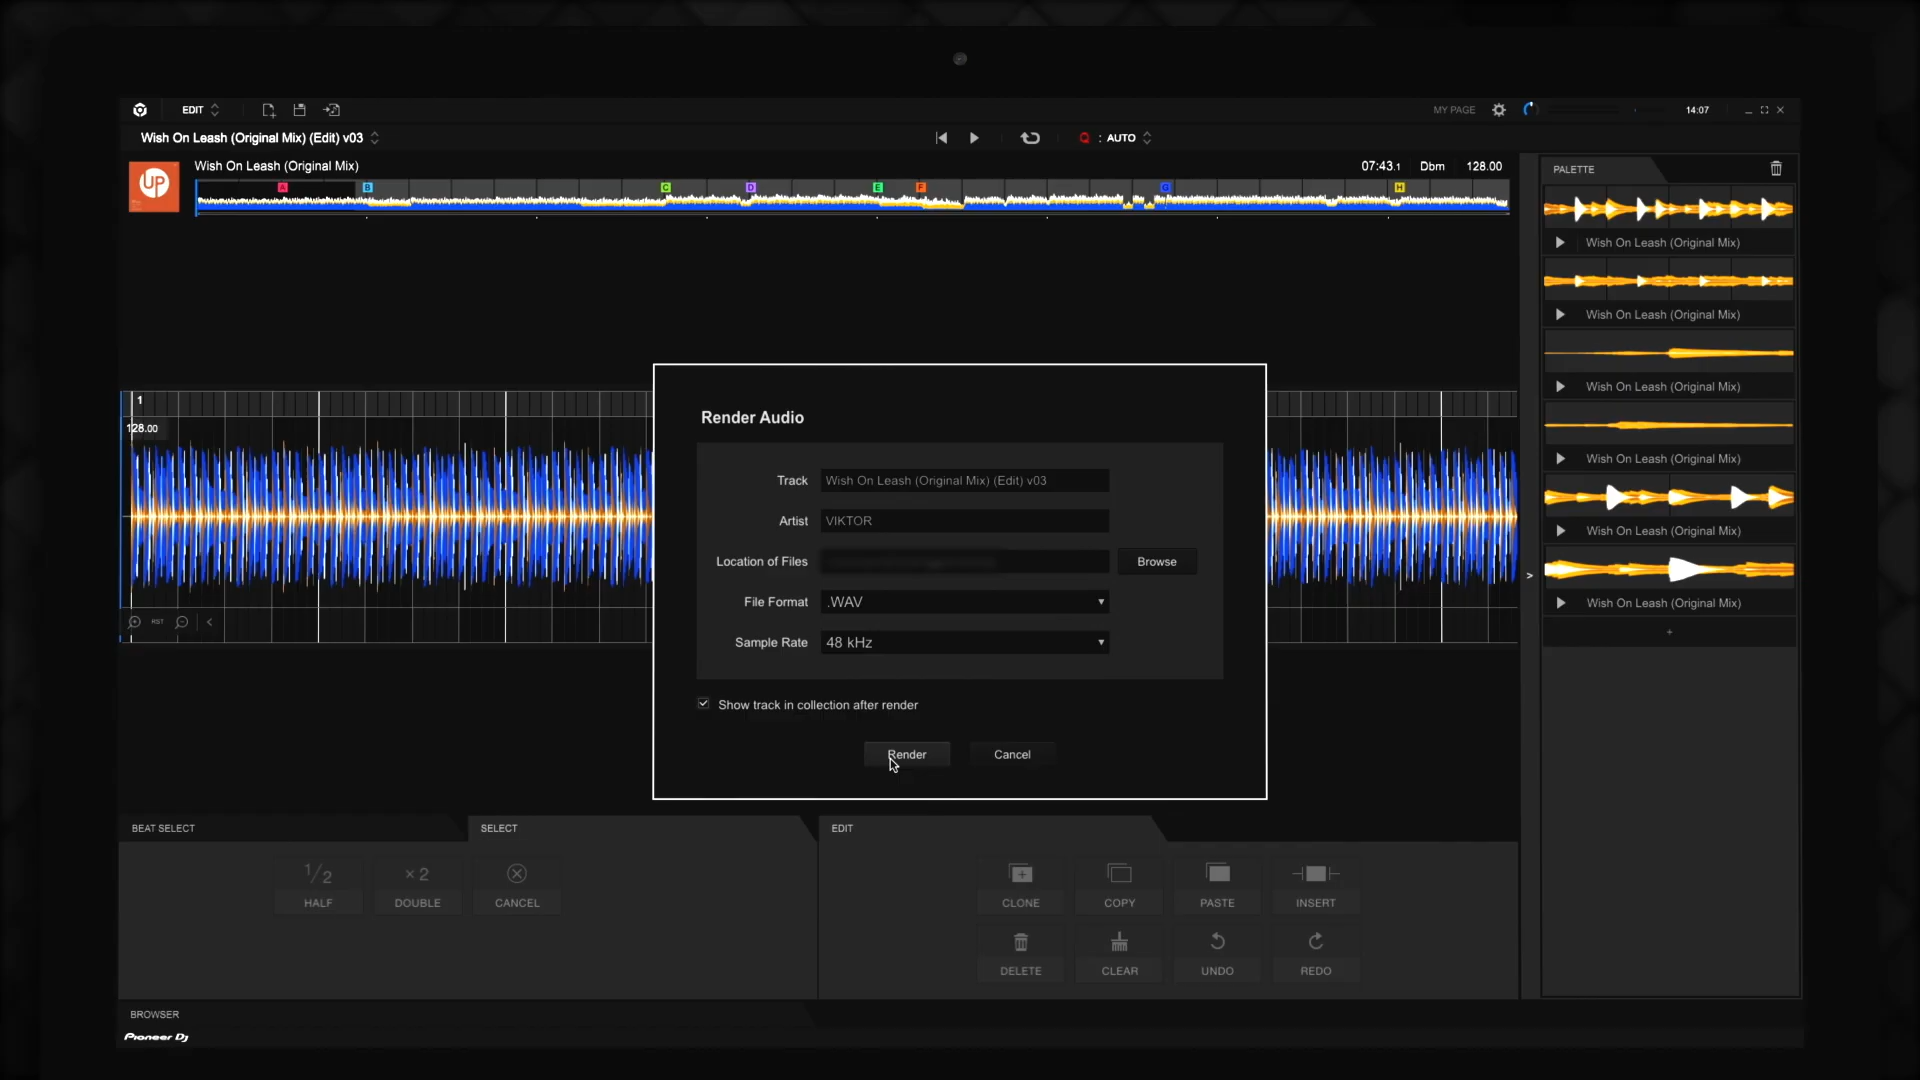 EDIT
MY PAGE
14:07
Wish On Leash (Original Mix) (Edit) v03
Q : AUTO
UP
Wish On Leash (Original Mix)
07:43.1 Dbm 128.00
A B C D E F G H
PALETTE
Wish On Leash (Original Mix)
Wish On Leash (Original Mix)
Wish On Leash (Original Mix)
Wish On Leash (Original Mix)
Wish On Leash (Original Mix)
Wish On Leash (Original Mix)
1
128.00
RST
Render Audio
Track Wish On Leash (Original Mix) (Edit) v03
Artist VIKTOR
Location of Files
Browse
File Format .WAV
Sample Rate 48 kHz
Show track in collection after render
Render Cancel
BEAT SELECT
SELECT
EDIT
1/2 × 2
HALF DOUBLE CANCEL
CLONE COPY PASTE INSERT
DELETE CLEAR UNDO REDO
BROWSER
Pioneer Dj